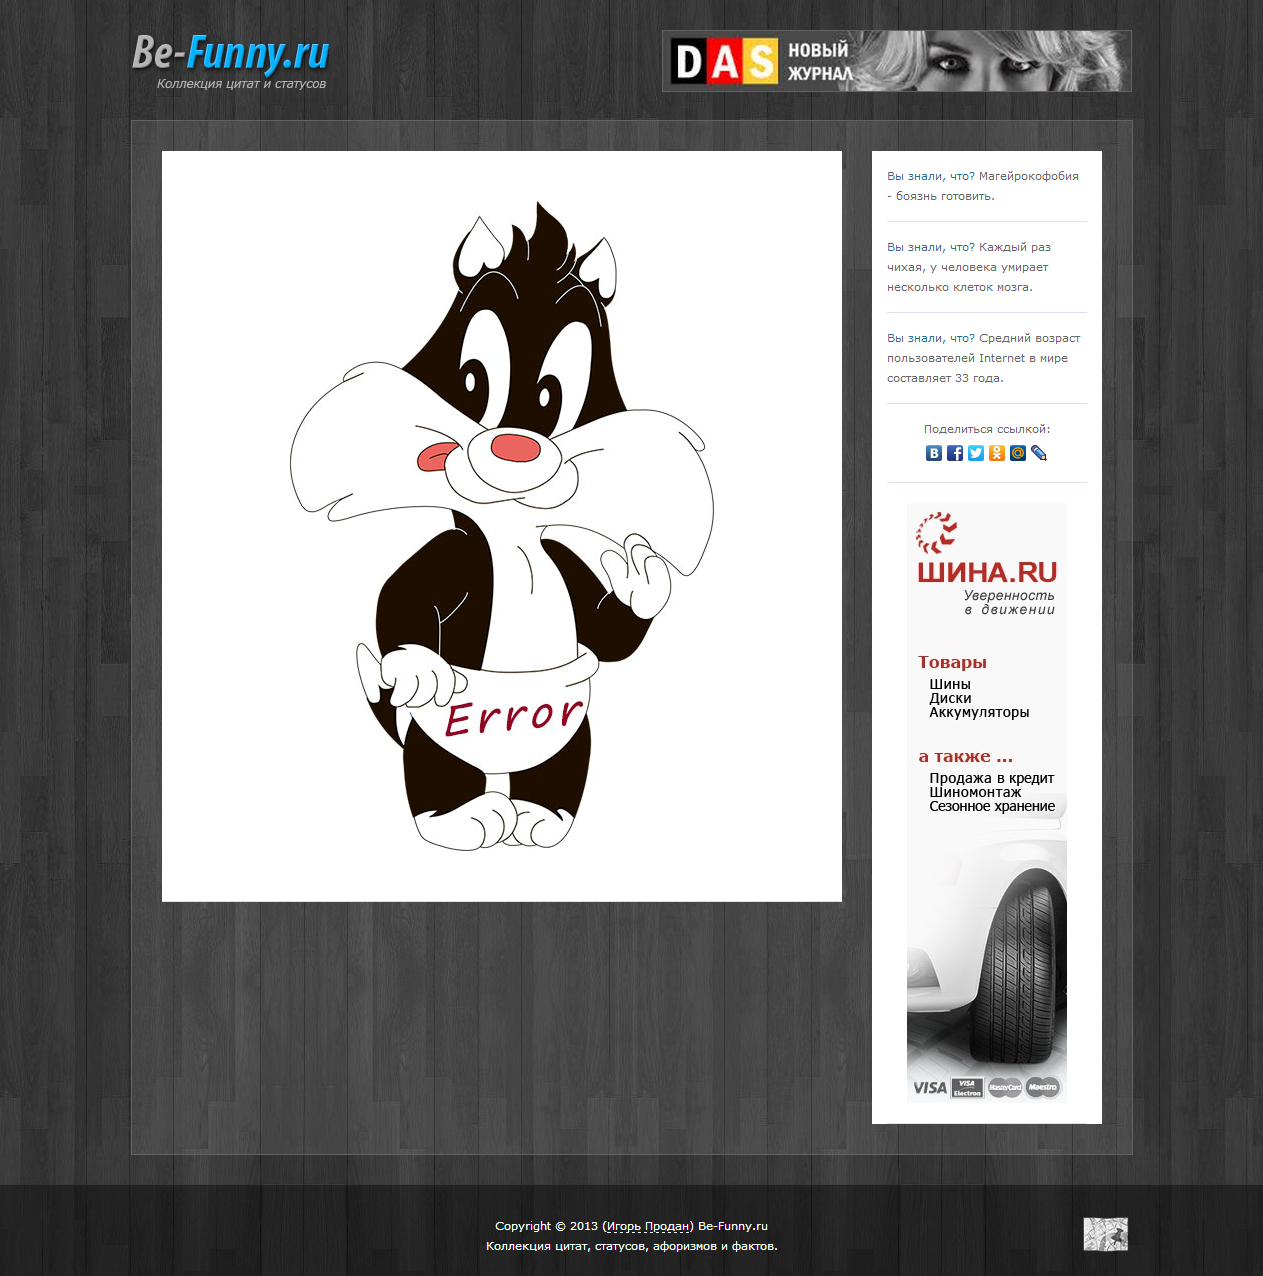 Be-Funny.ru
Коллекция цитат и статусов
DAS НОВЫЙ
ЖУРНАЛ
Error
Вы знали, что? Магейрокофобия
- боязнь готовить.
Вы знали, что? Каждый раз
чихая, у человека умирает
несколько клеток мозга.
Вы знали, что? Средний возраст
пользователей Internet в мире
составляет 33 года.
Поделиться ссылкой:
ШИНА.RU
Уверенность
в движении
Товары
Шины
Диски
Аккумуляторы
а также ...
Продажа в кредит
Шиномонтаж
Сезонное хранение
VISA VISA Electron MasterCard Maestro
Copyright © 2013 (Игорь Продан) Be-Funny.ru
Коллекция цитат, статусов, афоризмов и фактов.